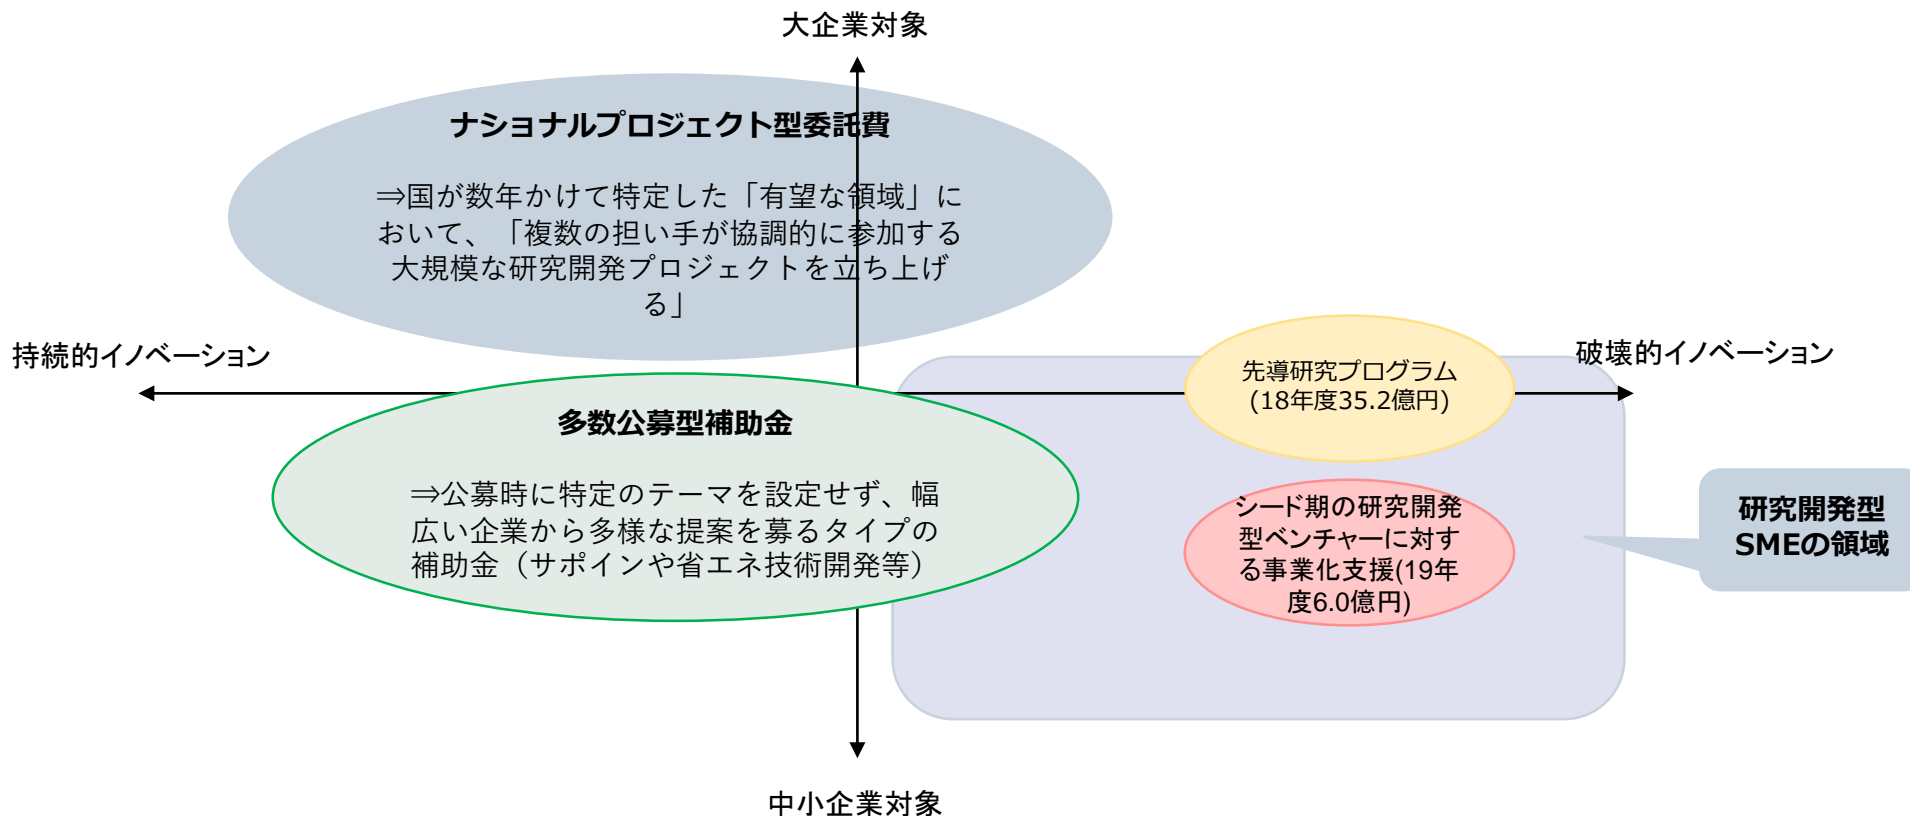 大企業対象
ナショナルプロジェクト型委託費
⇒国が数年かけて特定した「有望な領域」に
おいて、「複数の担い手が協調的に参加する
大規模な研究開発プロジェクトを立ち上げ
る」
持続的イノベーション
破壊的イノベーション
先導研究プログラム
(18年度35.2億円)
多数公募型補助金
⇒公募時に特定のテーマを設定せず、幅
広い企業から多様な提案を募るタイプの
補助金（サポインや省エネ技術開発等）
シード期の研究開発
型ベンチャーに対す
る事業化支援(19年
度6.0億円)
研究開発型
SMEの領域
中小企業対象